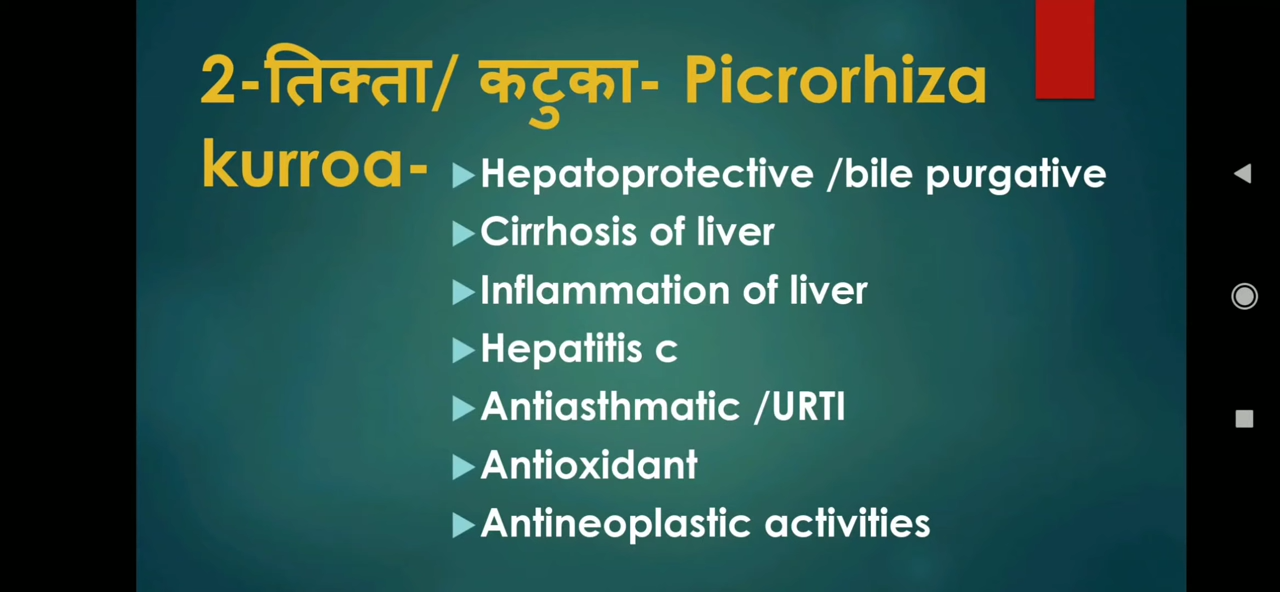 2-तिक्ता/ कटुका- Picrorhiza
kurroa-
Hepatoprotective /bile purgative
Cirrhosis of liver
Inflammation of liver
Hepatitis c
Antiasthmatic /URTI
Antioxidant
Antineoplastic activities